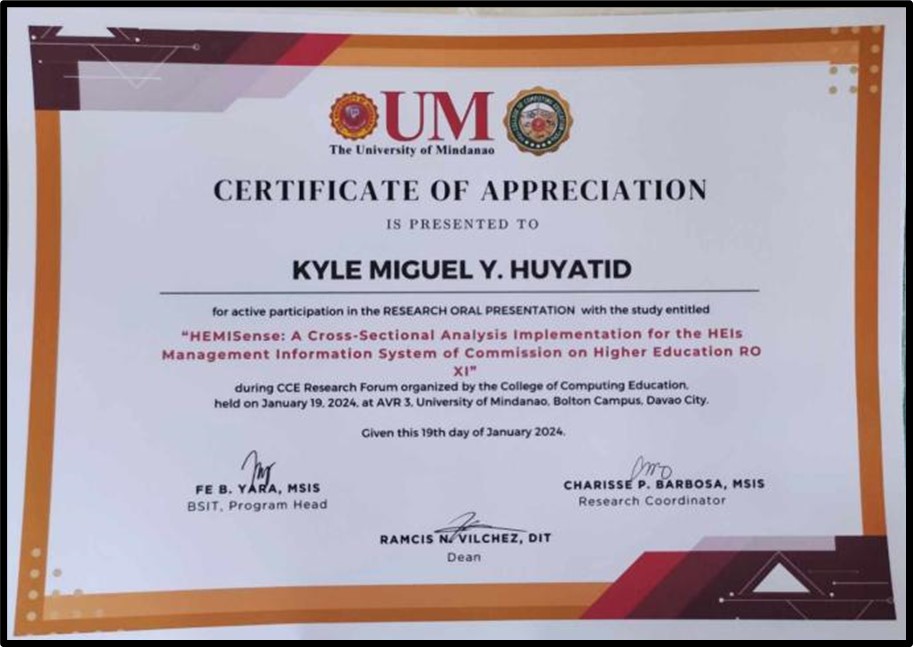 UM
The University of Mindanao
CERTIFICATE OF APPRECIATION
IS PRESENTED TO
KYLE MIGUEL Y. HUYATID
for active participation in the RESEARCH ORAL PRESENTATION with the study entitled
"HEMISense: A Cross-Sectional Analysis Implementation for the HEIs
Management Information System of Commission on Higher Education RO
XI"
during CCE Research Forum organized by the College of Computing Education,
held on January 19, 2024, at AVR 3, University of Mindanao, Bolton Campus, Davao City.
Given this 19th day of January 2024.
FE B. YARA, MSIS
BSIT, Program Head
CHARISSE P. BARBOSA, MSIS
Research Coordinator
RAMCIS N. VILCHEZ, DIT
Dean